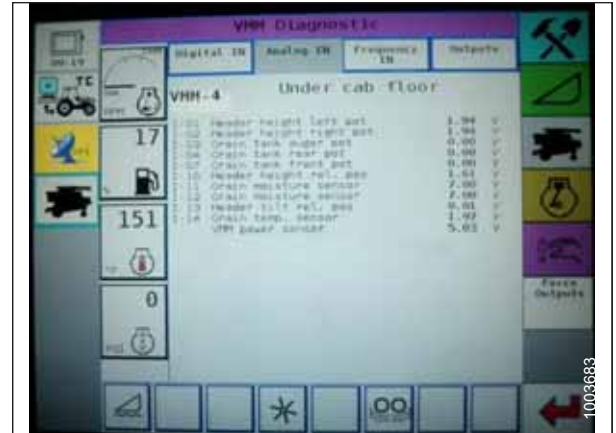 VMM Diagnostic
Digital IN
Analog IN
Frequency IN
Outputs
TC
VMM-4
Under cab floor
Header height left pot 1.94 V
Header height right pot 1.94 V
Grain tank auger pot 0.00 V
Grain tank rear pot 0.00 V
Grain tank front pot 0.00 V
Header height rel. pos 1.61 V
Grain moisture sensor 7.00 V
Grain moisture sensor 7.00 V
Header tilt rel. pos V
Grain temp. sensor V
VMM power sensor 5.03 V
17
151
0
Force Outputs
1003683